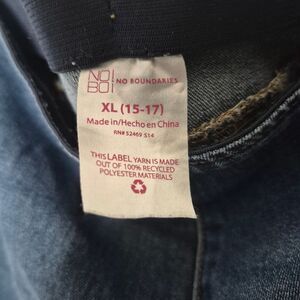 NO
BO
NO BOUNDARIES
XL (15-17)
Made in/Hecho en China
RN# 52469 S14
THIS LABEL YARN IS MADE
OUT OF 100% RECYCLED
POLYESTER MATERIALS